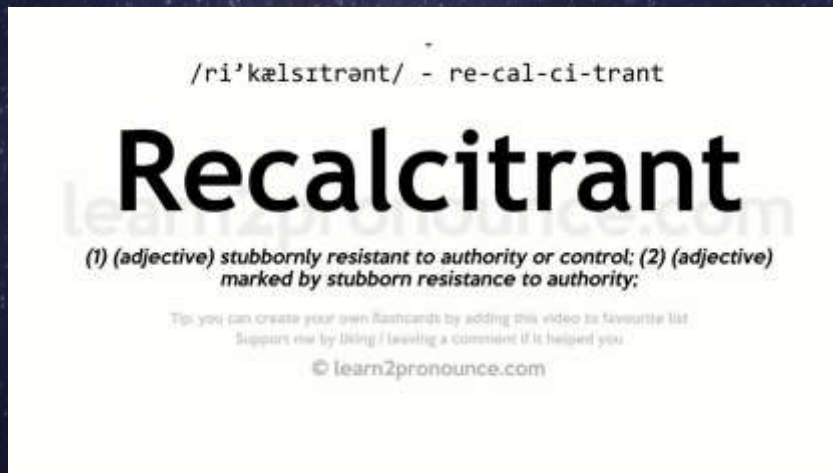 /ri'kælsɪtrənt/ - re-cal-ci-trant
Recalcitrant
learn2pronounce.com
(1) (adjective) stubbornly resistant to authority or control; (2) (adjective)
marked by stubborn resistance to authority;
Tip: you can create your own flashcards by adding this video to favourite list
Support me by liking / leaving a comment if it helped you
© learn2pronounce.com